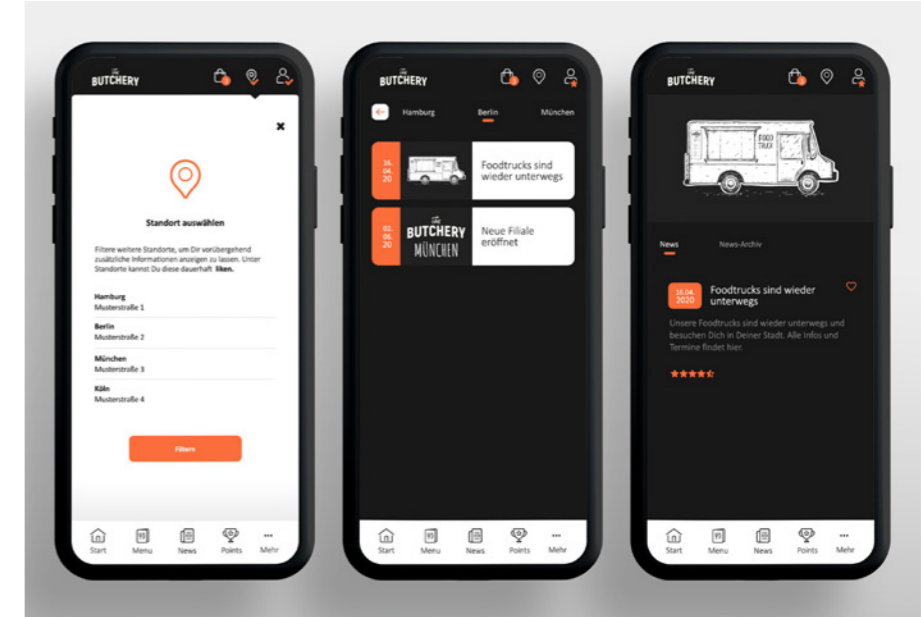 The
BUTCHERY
Standort auswählen
Filtere weitere Standorte, um Dir vorübergehend
zusätzliche Informationen anzeigen zu lassen. Unter
Standorte kannst Du diese dauerhaft liken.
Hamburg
Musterstraße 1
Berlin
Musterstraße 2
München
Musterstraße 3
Köln
Musterstraße 4
Filtern
Start Menu News Points Mehr
The
BUTCHERY
Hamburg Berlin München
16.
04.
20
Foodtrucks sind
wieder unterwegs
02.
06.
20
The
BUTCHERY
MÜNCHEN
Neue Filiale
eröffnet
Start Menu News Points Mehr
The
BUTCHERY
FOOD
TRUCK
News News-Archiv
16.04.
2020
Foodtrucks sind wieder
unterwegs
Unsere Foodtrucks sind wieder unterwegs und
besuchen Dich in Deiner Stadt. Alle Infos und
Termine findet hier.
Start Menu News Points Mehr